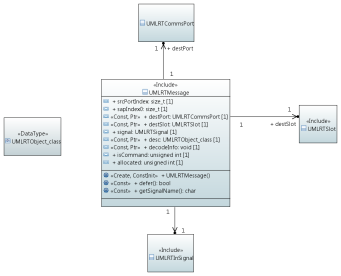 UMLRTCommsPort
+ destPort
1
1
«Include»
UMLRTMessage
+ srcPortIndex: size_t [1]
+ sapIndex0: size_t [1]
«Const, Ptr» + destPort: UMLRTCommsPort [1]
«Const, Ptr» + destSlot: UMLRTSlot [1]
+ signal: UMLRTSignal [1]
«Const, Ptr» + desc: UMLRTObject_class [1]
«Const, Ptr» + decodeInfo: void [1]
+ isCommand: unsigned int [1]
+ allocated: unsigned int [1]
«Create, ConstInit» + UMLRTMessage()
«Const» + defer(): bool
«Const» + getSignalName(): char
1
1
+ destSlot
«Include»
UMLRTSlot
«DataType»
UMLRTObject_class
1
1
«Include»
UMLRTInSignal